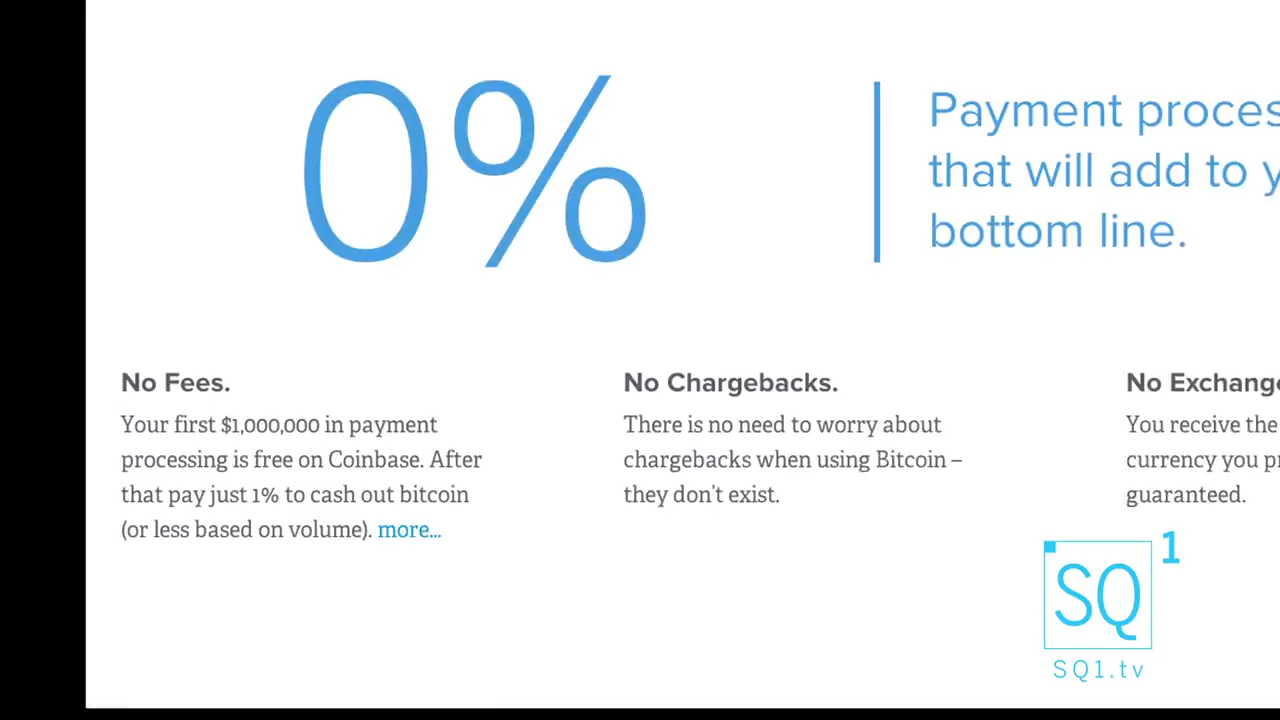 0%
Payment proces
that will add to y
bottom line.
No Fees.
Your first $1,000,000 in payment
processing is free on Coinbase. After
that pay just 1% to cash out bitcoin
(or less based on volume). more...
No Chargebacks.
There is no need to worry about
chargebacks when using Bitcoin –
they don't exist.
No Exchange
You receive the
currency you pr
guaranteed.
SQ1
SQ1.tv